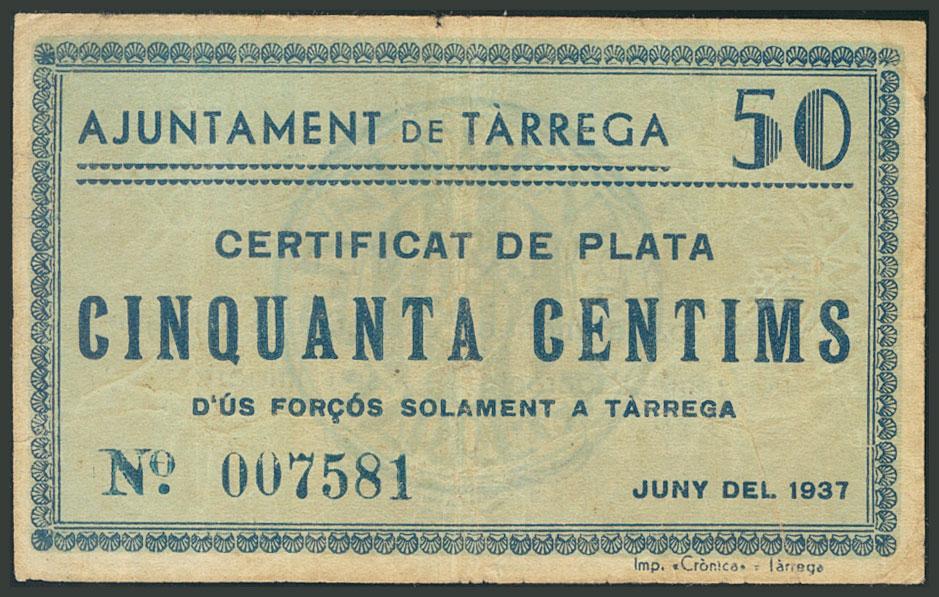 AJUNTAMENT DE TÀRREGA 50
CERTIFICAT DE PLATA
CINQUANTA CENTIMS
D'ÚS FORÇÓS SOLAMENT A TÀRREGA
Nº. 007581 JUNY DEL 1937
Imp. «Crònica» - Tàrrega